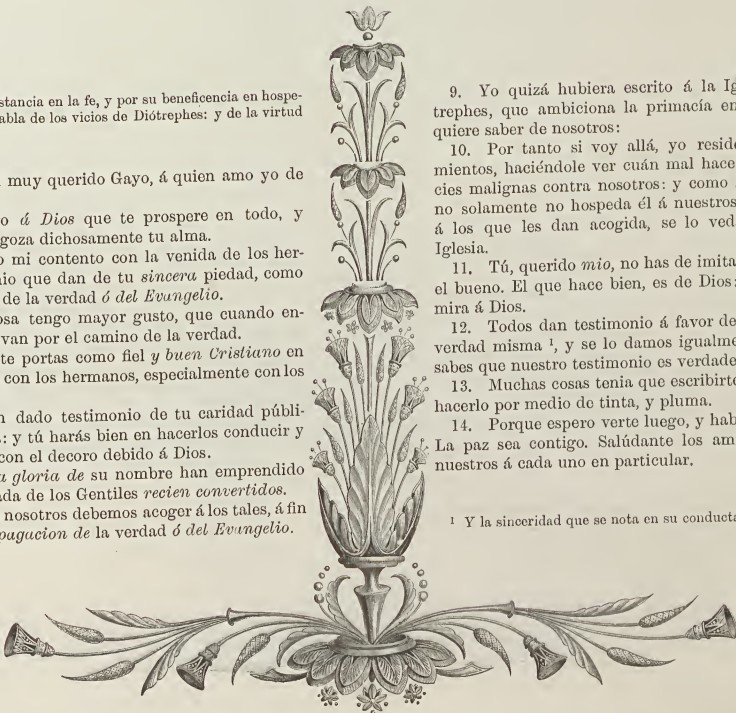 stancia en la fe, y por su beneficencia en hospe-
abla de los vicios de Diótrephes: y de la virtud
muy querido Gayo, á quien amo yo de
o á Dios que te prospere en todo, y
goza dichosamente tu alma.
o mi contento con la venida de los her-
nio que dan de tu sincera piedad, como
de la verdad ó del Evangelio.
osa tengo mayor gusto, que cuando en-
van por el camino de la verdad.
te portas como fiel y buen Cristiano en
con los hermanos, especialmente con los
n dado testimonio de tu caridad públi-
: y tú harás bien en hacerlos conducir y
con el decoro debido á Dios.
a gloria de su nombre han emprendido
ada de los Gentiles recien convertidos.
nosotros debemos acoger á los tales, á fin
pagacion de la verdad ó del Evangelio.
9. Yo quizá hubiera escrito á la Ig
trephes, que ambiciona la primacía en
quiere saber de nosotros:
10. Por tanto si voy allá, yo reside
mientos, haciéndole ver cuán mal hace
cies malignas contra nosotros: y como
no solamente no hospeda él á nuestros
á los que les dan acogida, se lo ved
Iglesia.
11. Tú, querido mio, no has de imita
el bueno. El que hace bien, es de Dios:
mira á Dios.
12. Todos dan testimonio á favor de
verdad misma ¹, y se lo damos igualme
sabes que nuestro testimonio es verdade
13. Muchas cosas tenia que escribirte
hacerlo por medio de tinta, y pluma.
14. Porque espero verte luego, y hab
La paz sea contigo. Salúdante los am
nuestros á cada uno en particular.
¹ Y la sinceridad que se nota en su conducta